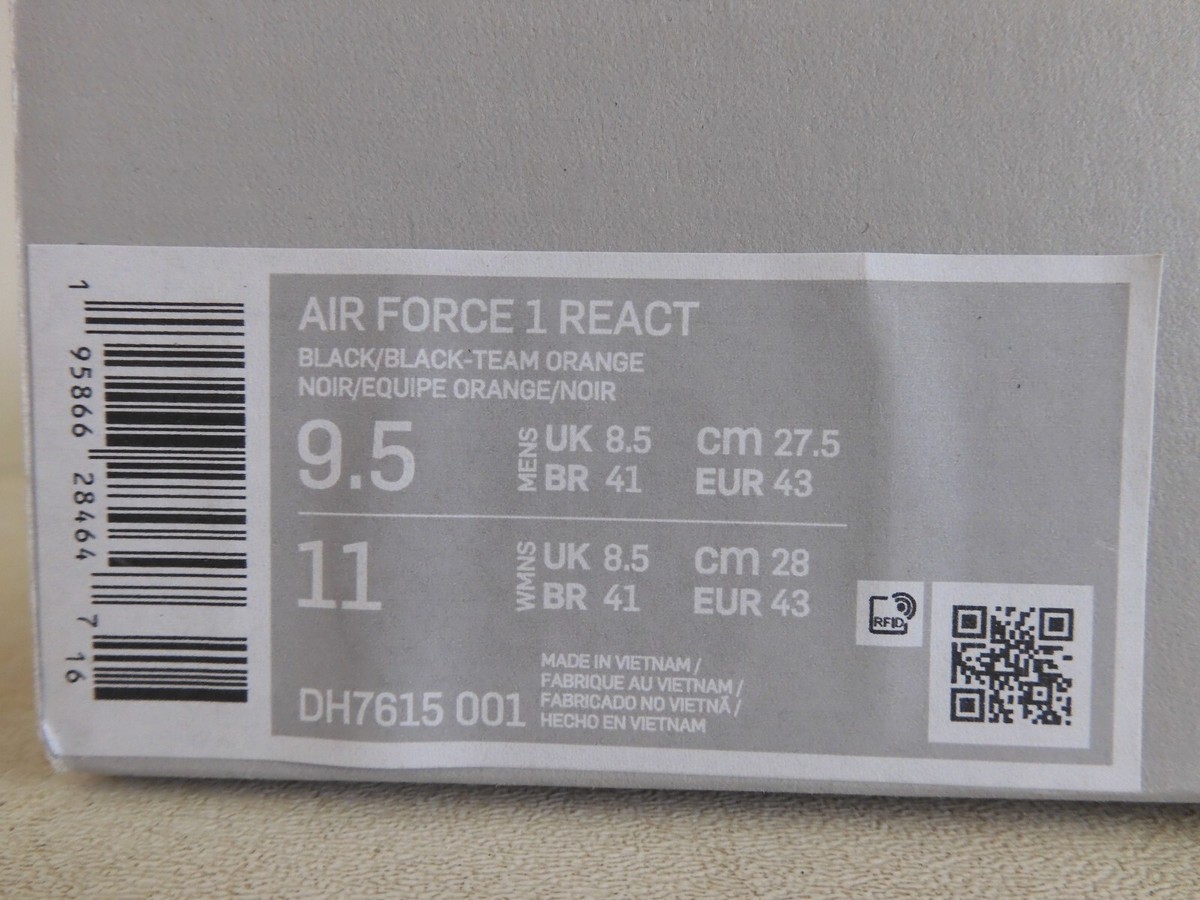 1 95866 28464 7 16
AIR FORCE 1 REACT
BLACK/BLACK-TEAM ORANGE
NOIR/EQUIPE ORANGE/NOIR
9.5 MENS UK 8.5 cm 27.5
BR 41 EUR 43
11 WMNS UK 8.5 cm 28
BR 41 EUR 43
RFID
DH7615 001
MADE IN VIETNAM /
FABRIQUE AU VIETNAM /
FABRICADO NO VIETNÃ /
HECHO EN VIETNAM